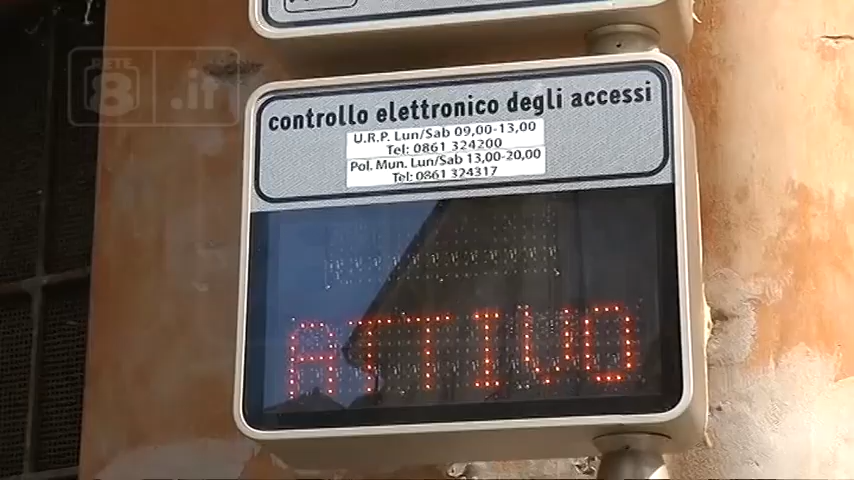 RETE
8 .it
controllo elettronico degli accessi
U.R.P. Lun/Sab 09,00-13,00
Tel: 0861 324200
Pol. Mun. Lun/Sab 13,00-20,00
Tel: 0861 324317
ATTIVO